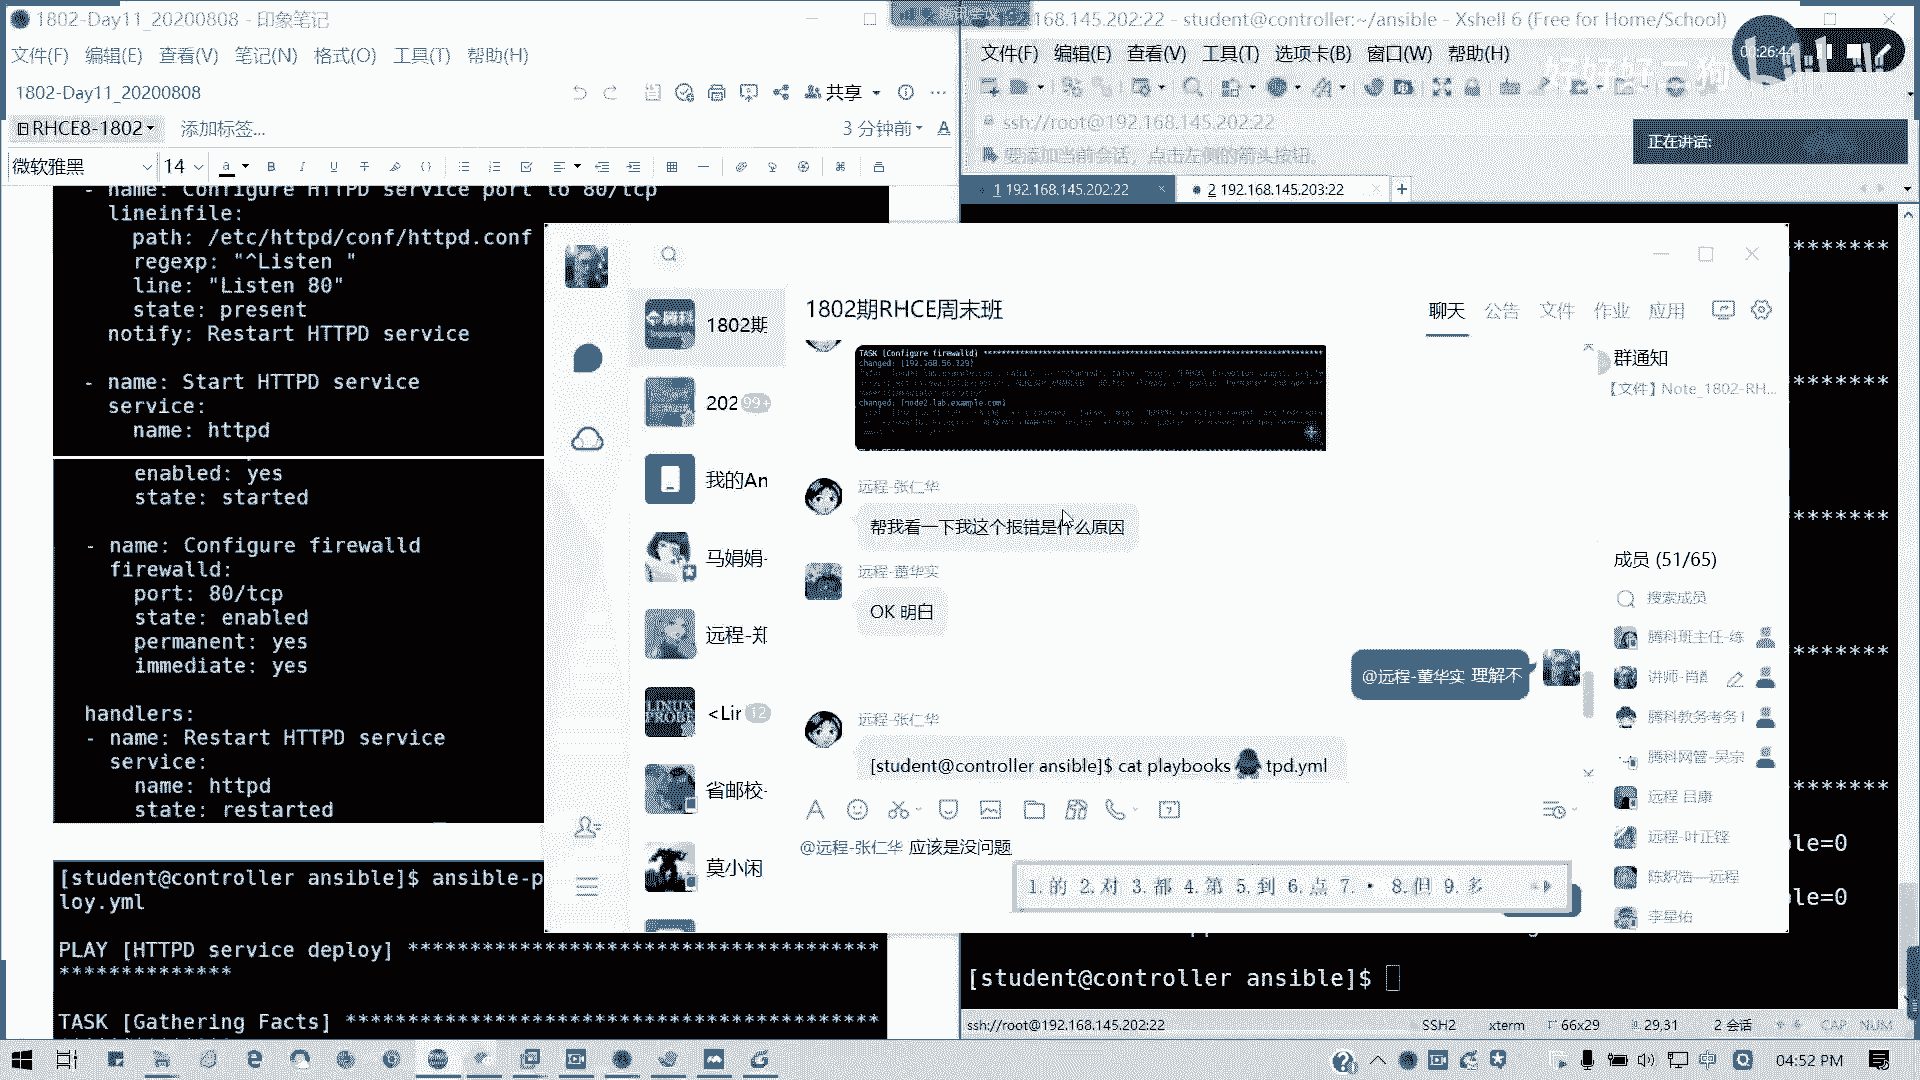 1802-Day11_20200808 - 印象笔记
文件(F) 编辑(E) 查看(V) 笔记(N) 格式(O) 工具(T) 帮助(H)
1802-Day11_20200808
共享
RHCE8-1802 添加标签...
3 分钟前
微软雅黑 14
- name: Configure HTTPD service port to 80/tcp
lineinfile:
path: /etc/httpd/conf/httpd.conf
regexp: "^Listen "
line: "Listen 80"
state: present
notify: Restart HTTPD service
- name: Start HTTPD service
service:
name: httpd
enabled: yes
state: started
- name: Configure firewalld
firewalld:
port: 80/tcp
state: enabled
permanent: yes
immediate: yes
handlers:
- name: Restart HTTPD service
service:
name: httpd
state: restarted
[student@controller ansible]$ ansible-p
loy.yml
PLAY [HTTPD service deploy] *************************************
**************
TASK [Gathering Facts] ******************************************
168.145.202:22 - student@controller:~/ansible - Xshell 6 (Free for Home/School)
文件(F) 编辑(E) 查看(V) 工具(T) 选项卡(B) 窗口(W) 帮助(H)
好好好二狗
ssh://root@192.168.145.202:22
要添加当前会话，点击左侧的箭头按钮。
正在讲话:
1 192.168.145.202:22
2 192.168.145.203:22
1802期
202 99+
我的An
马娟娟-
远程-郑
<Lir 12
省邮校-
莫小闲
1802期RHCE周末班
聊天 公告 文件 作业 应用
TASK [Configure firewalld]
远程-张仁华
帮我看一下我这个报错是什么原因
远程-董华实
OK 明白
@远程-董华实 理解不
远程-张仁华
[student@controller ansible]$ cat playbooks tpd.yml
@远程-张仁华 应该是没问题
1.的 2.对 3.都 4.第 5.到 6.点 7.· 8.但 9.多
群通知
【文件】Note_1802-RH...
成员 (51/65)
搜索成员
腾科班主任-练
讲师-肖
腾科教务考务1
腾科网管-吴宗
远程 吕康
远程-叶正铿
陈炽浩—远程
李星佑
le=0
le=0
[student@controller ansible]$
ssh://root@192.168.145.202:22 SSH2 xterm 66x29 29,31 2 会话 CAP NUM
04:52 PM